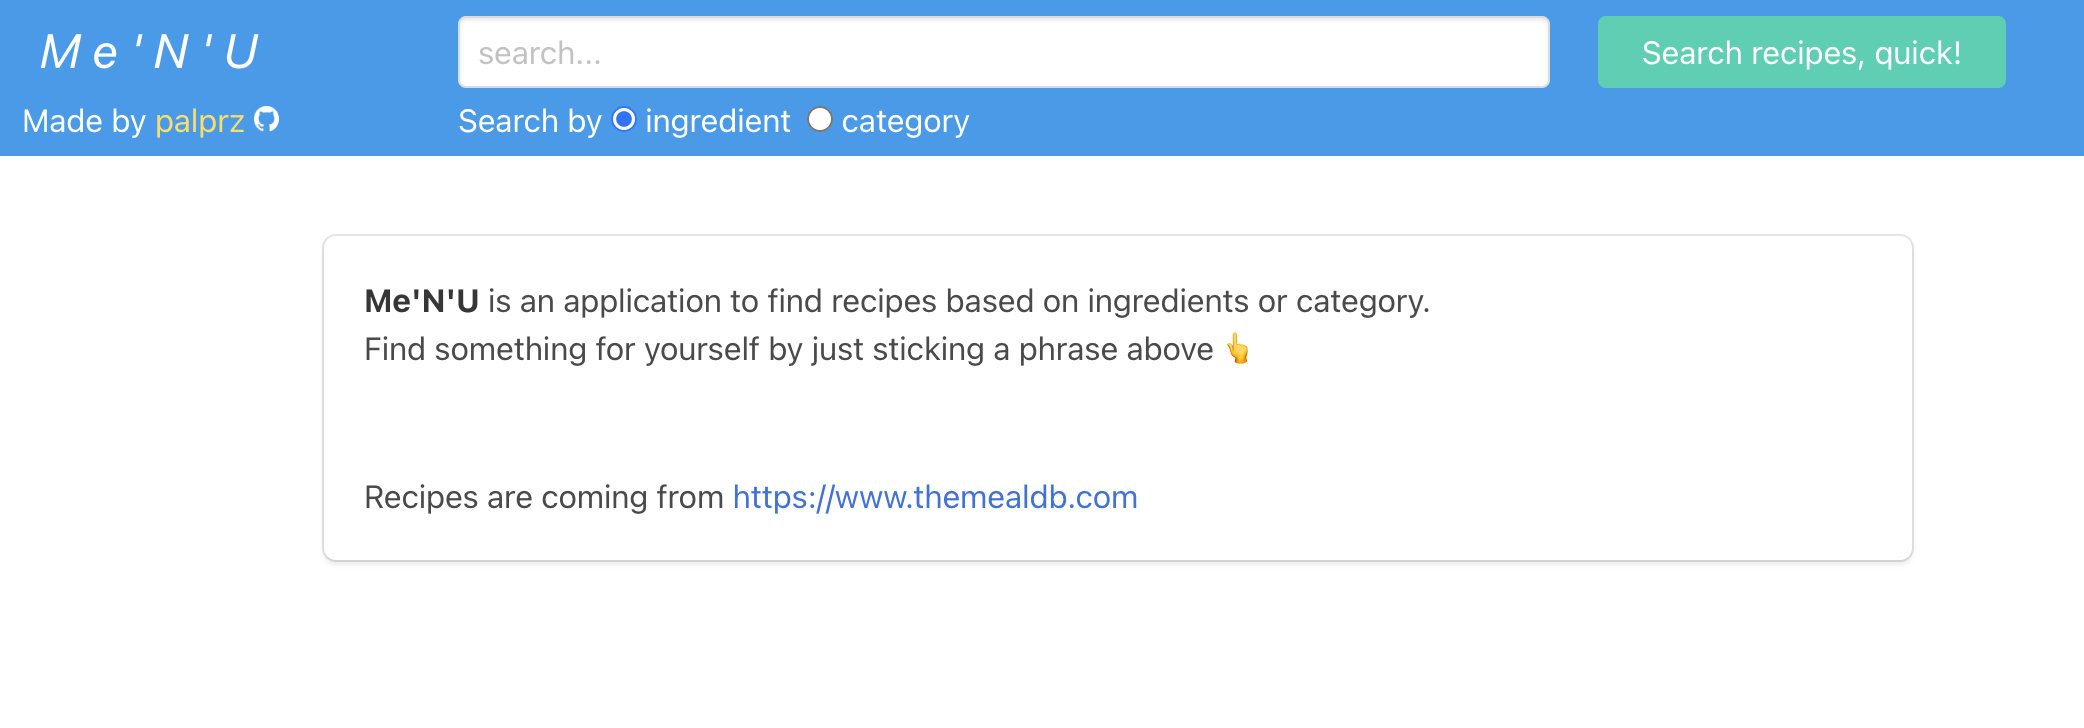 Me'N'U
search...
Search recipes, quick!
Made by palprz
Search by ingredient category
Me'N'U is an application to find recipes based on ingredients or category.
Find something for yourself by just sticking a phrase above 👆
Recipes are coming from https://www.themealdb.com